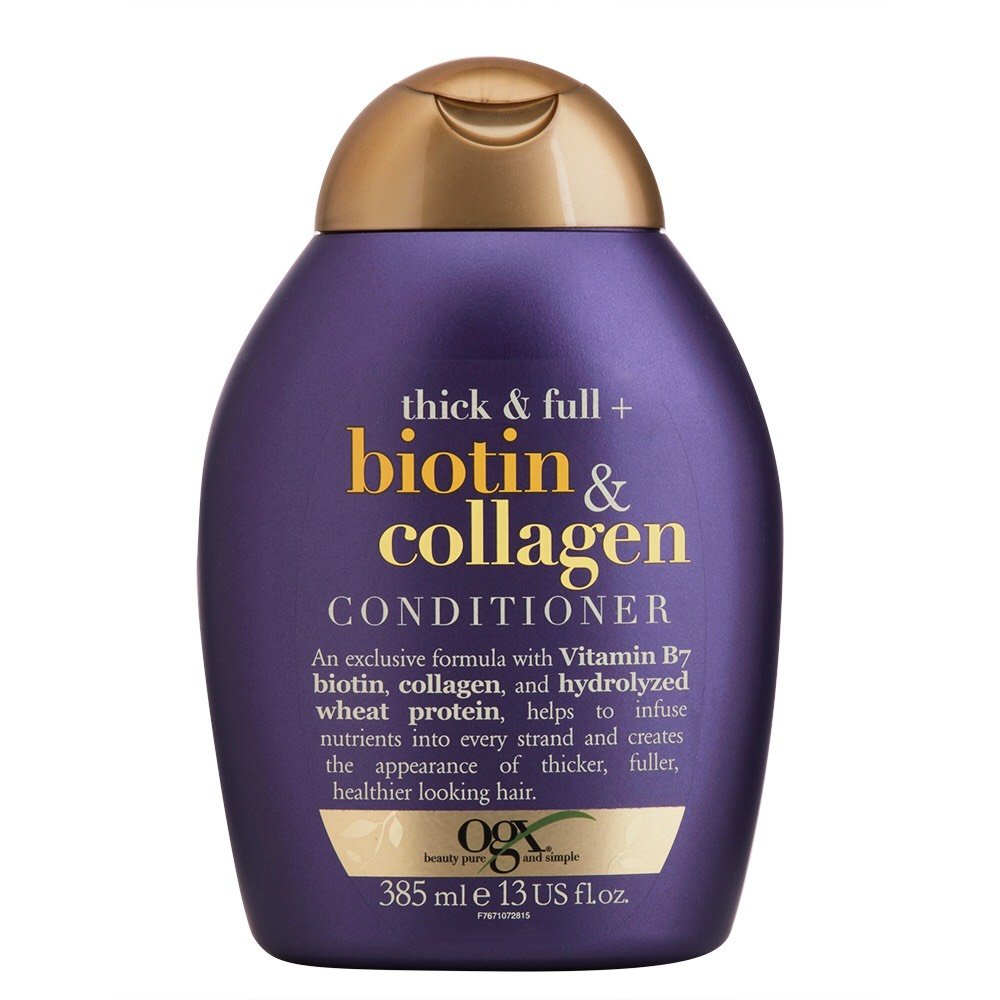 thick & full +
biotin &
collagen
CONDITIONER
An exclusive formula with Vitamin B7
biotin, collagen, and hydrolyzed
wheat protein, helps to infuse
nutrients into every strand and creates
the appearance of thicker, fuller,
healthier looking hair.
ogx®
beauty pure and simple
385 ml e 13 US fl.oz.
F7671072815